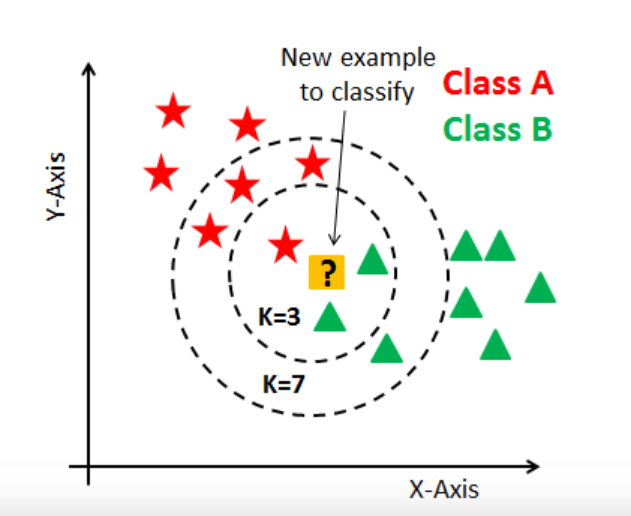 New example
to classify
Class A
Class B
Y-Axis
?
K=3
K=7
X-Axis